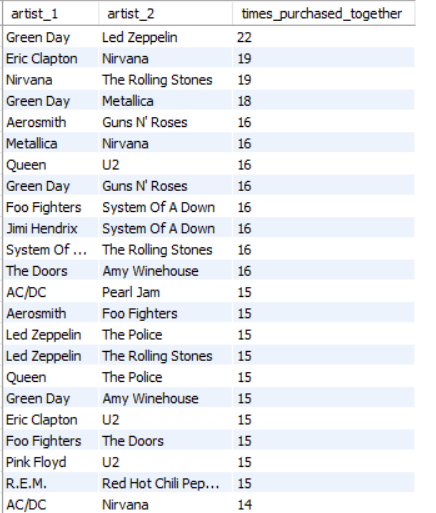 artist_1 artist_2 times_purchased_together
Green Day Led Zeppelin 22
Eric Clapton Nirvana 19
Nirvana The Rolling Stones 19
Green Day Metallica 18
Aerosmith Guns N' Roses 16
Metallica Nirvana 16
Queen U2 16
Green Day Guns N' Roses 16
Foo Fighters System Of A Down 16
Jimi Hendrix System Of A Down 16
System Of ... The Rolling Stones 16
The Doors Amy Winehouse 16
AC/DC Pearl Jam 15
Aerosmith Foo Fighters 15
Led Zeppelin The Police 15
Led Zeppelin The Rolling Stones 15
Queen The Police 15
Green Day Amy Winehouse 15
Eric Clapton U2 15
Foo Fighters The Doors 15
Pink Floyd U2 15
R.E.M. Red Hot Chili Pep... 15
AC/DC Nirvana 14